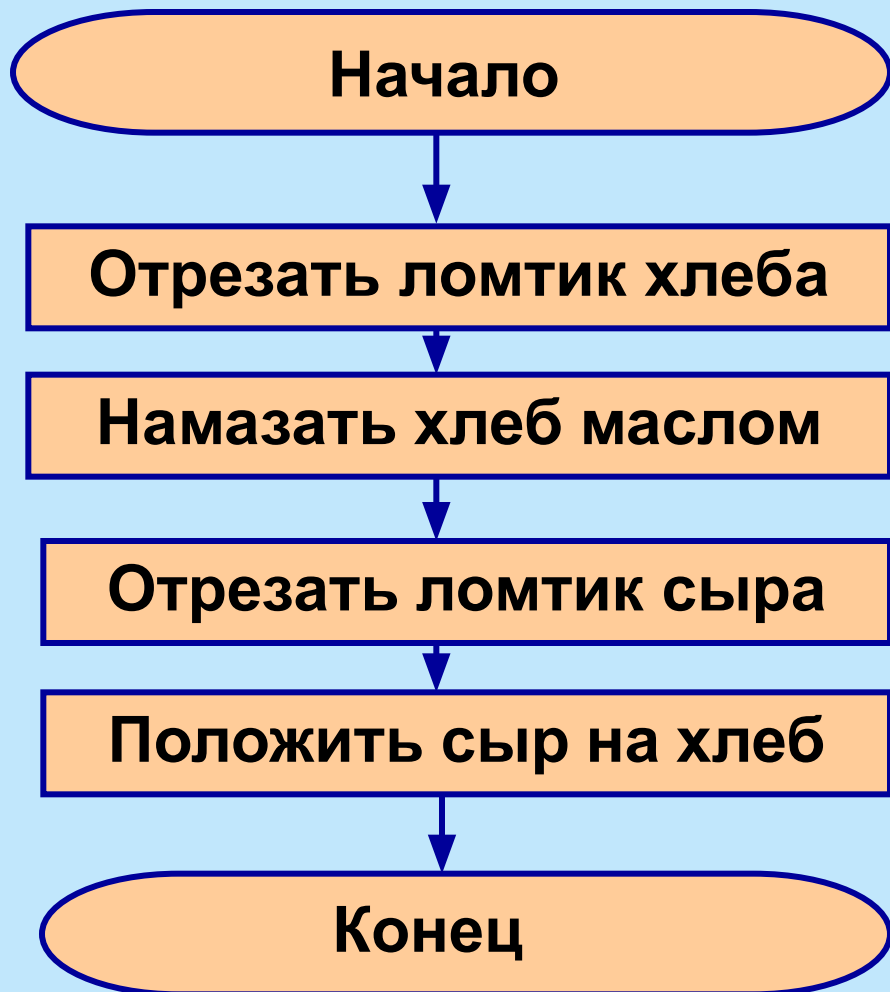 Начало
Отрезать ломтик хлеба
Намазать хлеб маслом
Отрезать ломтик сыра
Положить сыр на хлеб
Конец